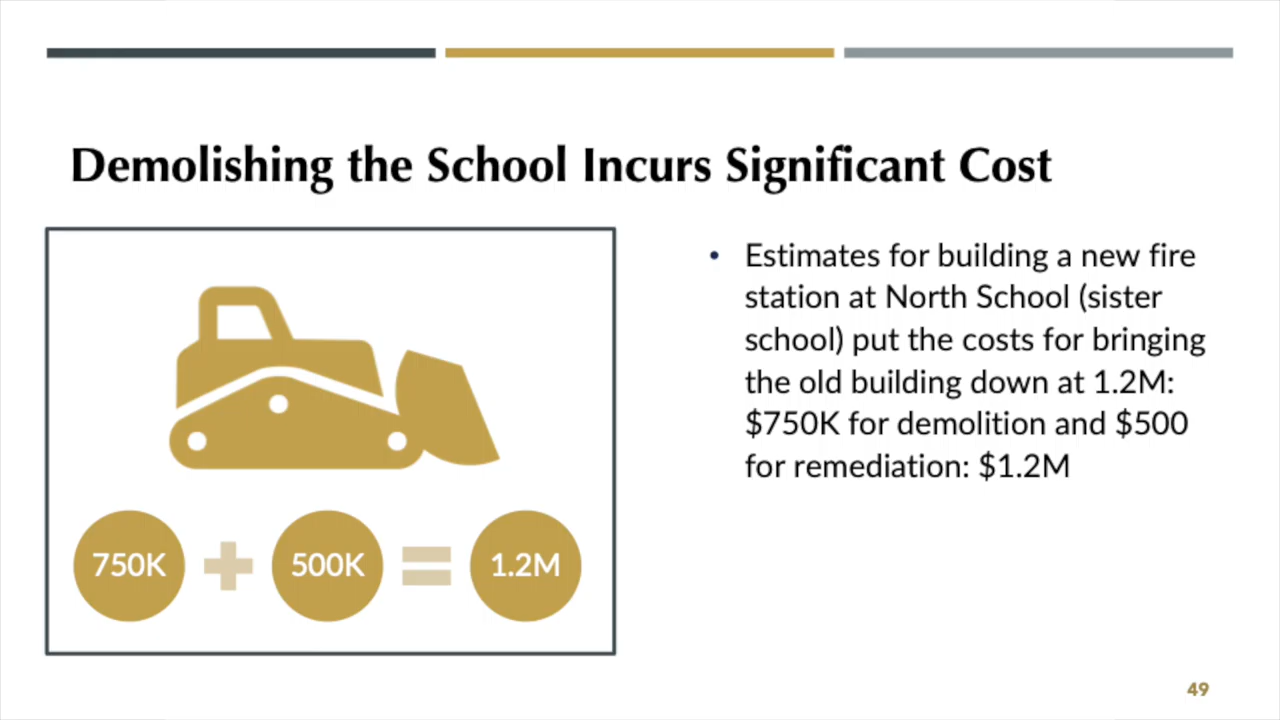 Demolishing the School Incurs Significant Cost
• Estimates for building a new fire
station at North School (sister
school) put the costs for bringing
the old building down at 1.2M:
$750K for demolition and $500
for remediation: $1.2M
750K + 500K = 1.2M
49